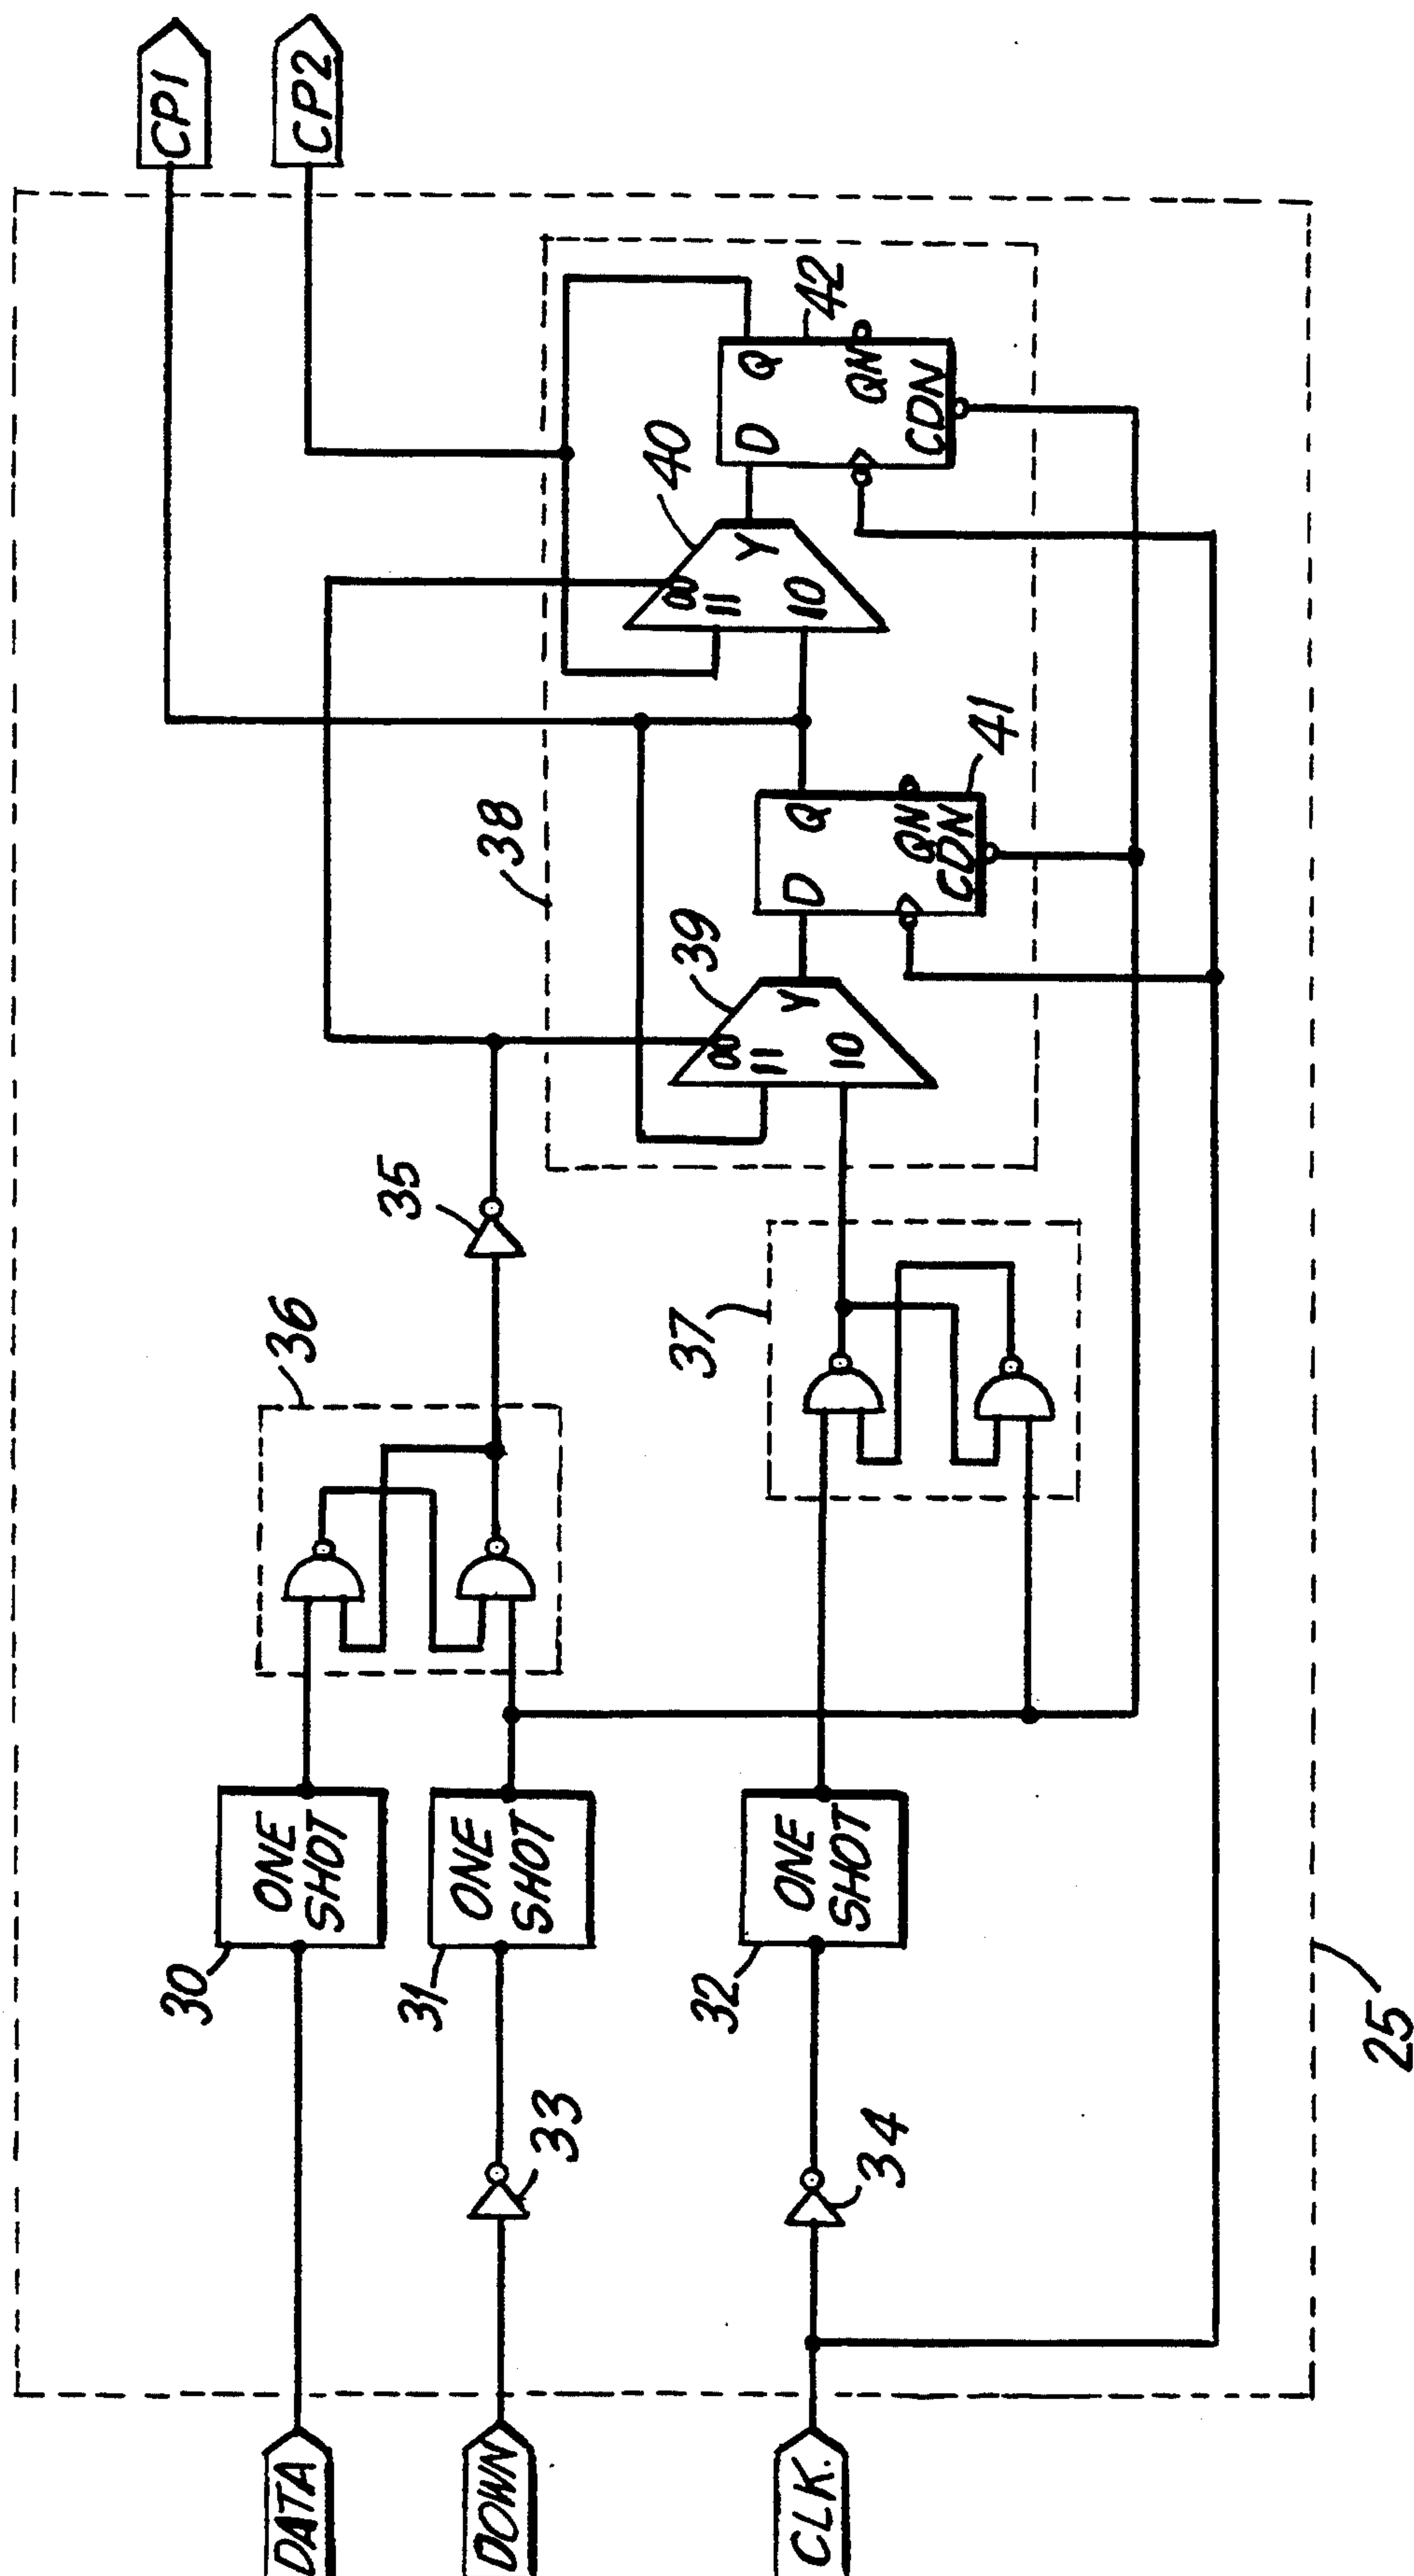 CP1
CP2
42
Q
QN
D
CDN
40
Y
00
11
10
38
41
Q
QN
D
CDN
39
Y
00
11
10
35
36
37
ONE
SHOT
30
ONE
SHOT
31
ONE
SHOT
32
33
34
25
DATA
DOWN
CLK.